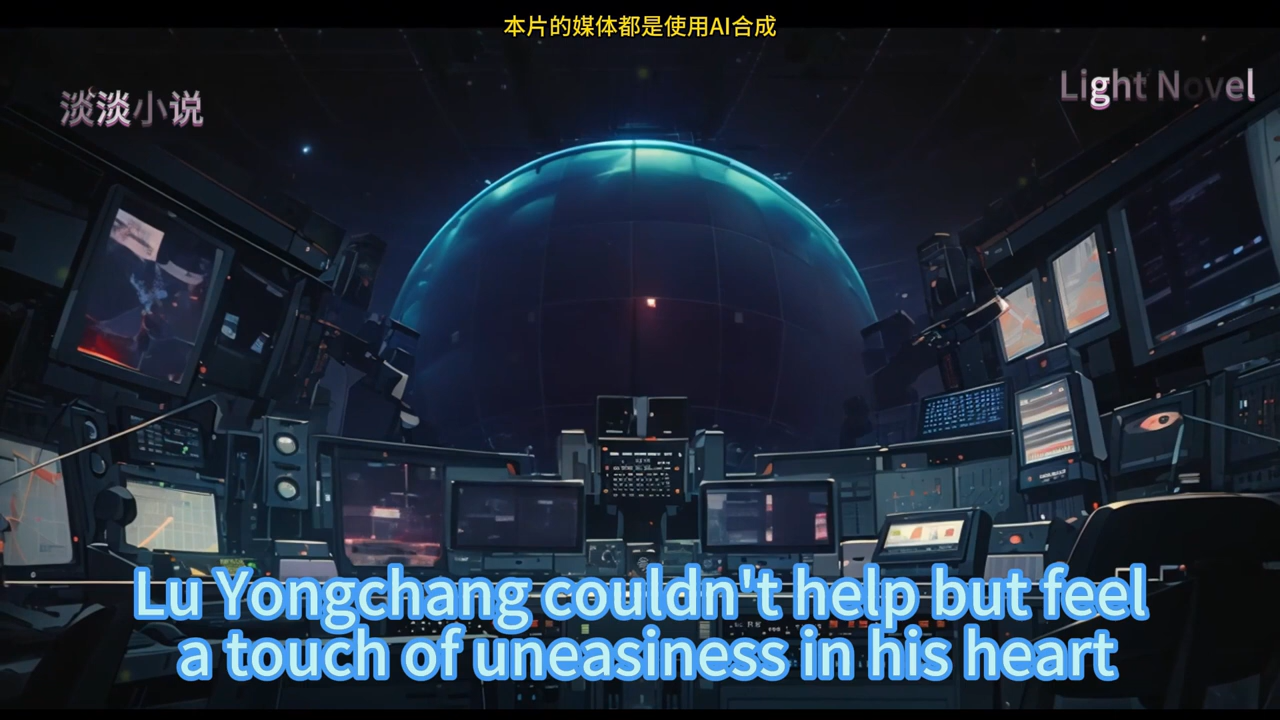 本片的媒体都是使用AI合成
淡淡小说
Light Novel
Lu Yongchang couldn't help but feel
a touch of uneasiness in his heart